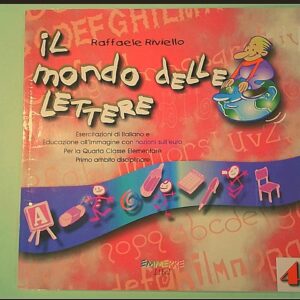 Raffaele Riviello
IL
MONDO DELLE
LETTERE
Esercitazioni di Italiano e
Educazione all'immagine con nozioni sull'euro
Per la Quarta Classe Elementare
Primo ambito disciplinare
A
EMMEERRE
4